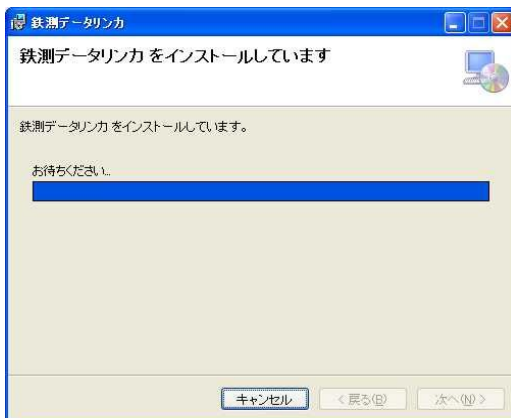 鉄測データリンカ
鉄測データリンカ をインストールしています
鉄測データリンカ をインストールしています。
お待ちください...
キャンセル
< 戻る(B)
次へ(N) >